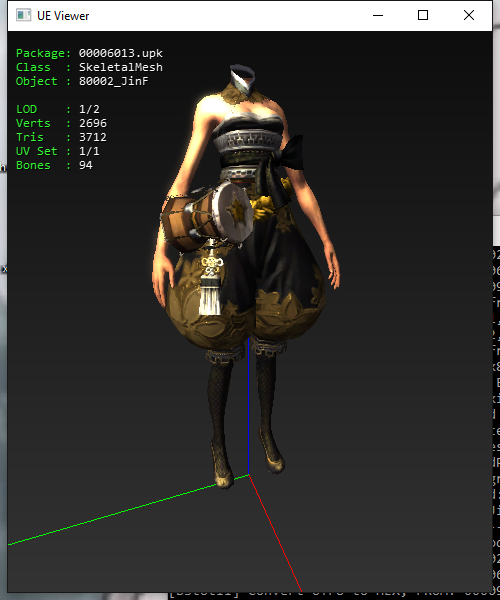 UE Viewer
Package: 00006013.upk
Class : SkeletalMesh
Object : 80002_JinF
LOD : 1/2
Verts : 2696
Tris : 3712
UV Set : 1/1
Bones : 94